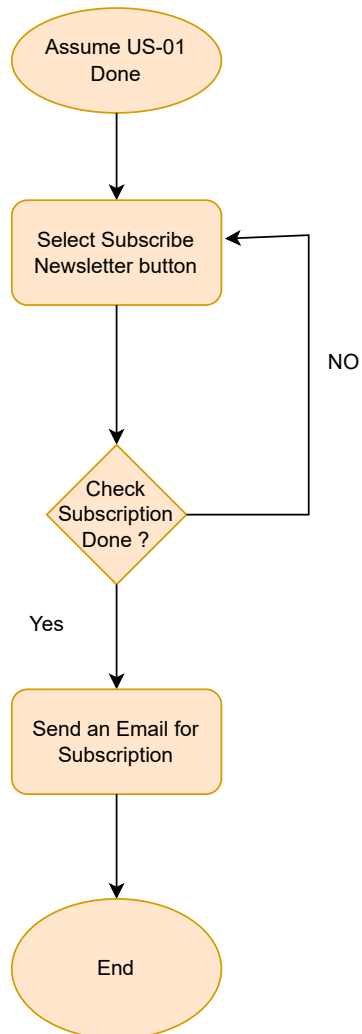 Assume US-01
Done
Select Subscribe
Newsletter button
NO
Check
Subscription
Done ?
Yes
Send an Email for
Subscription
End